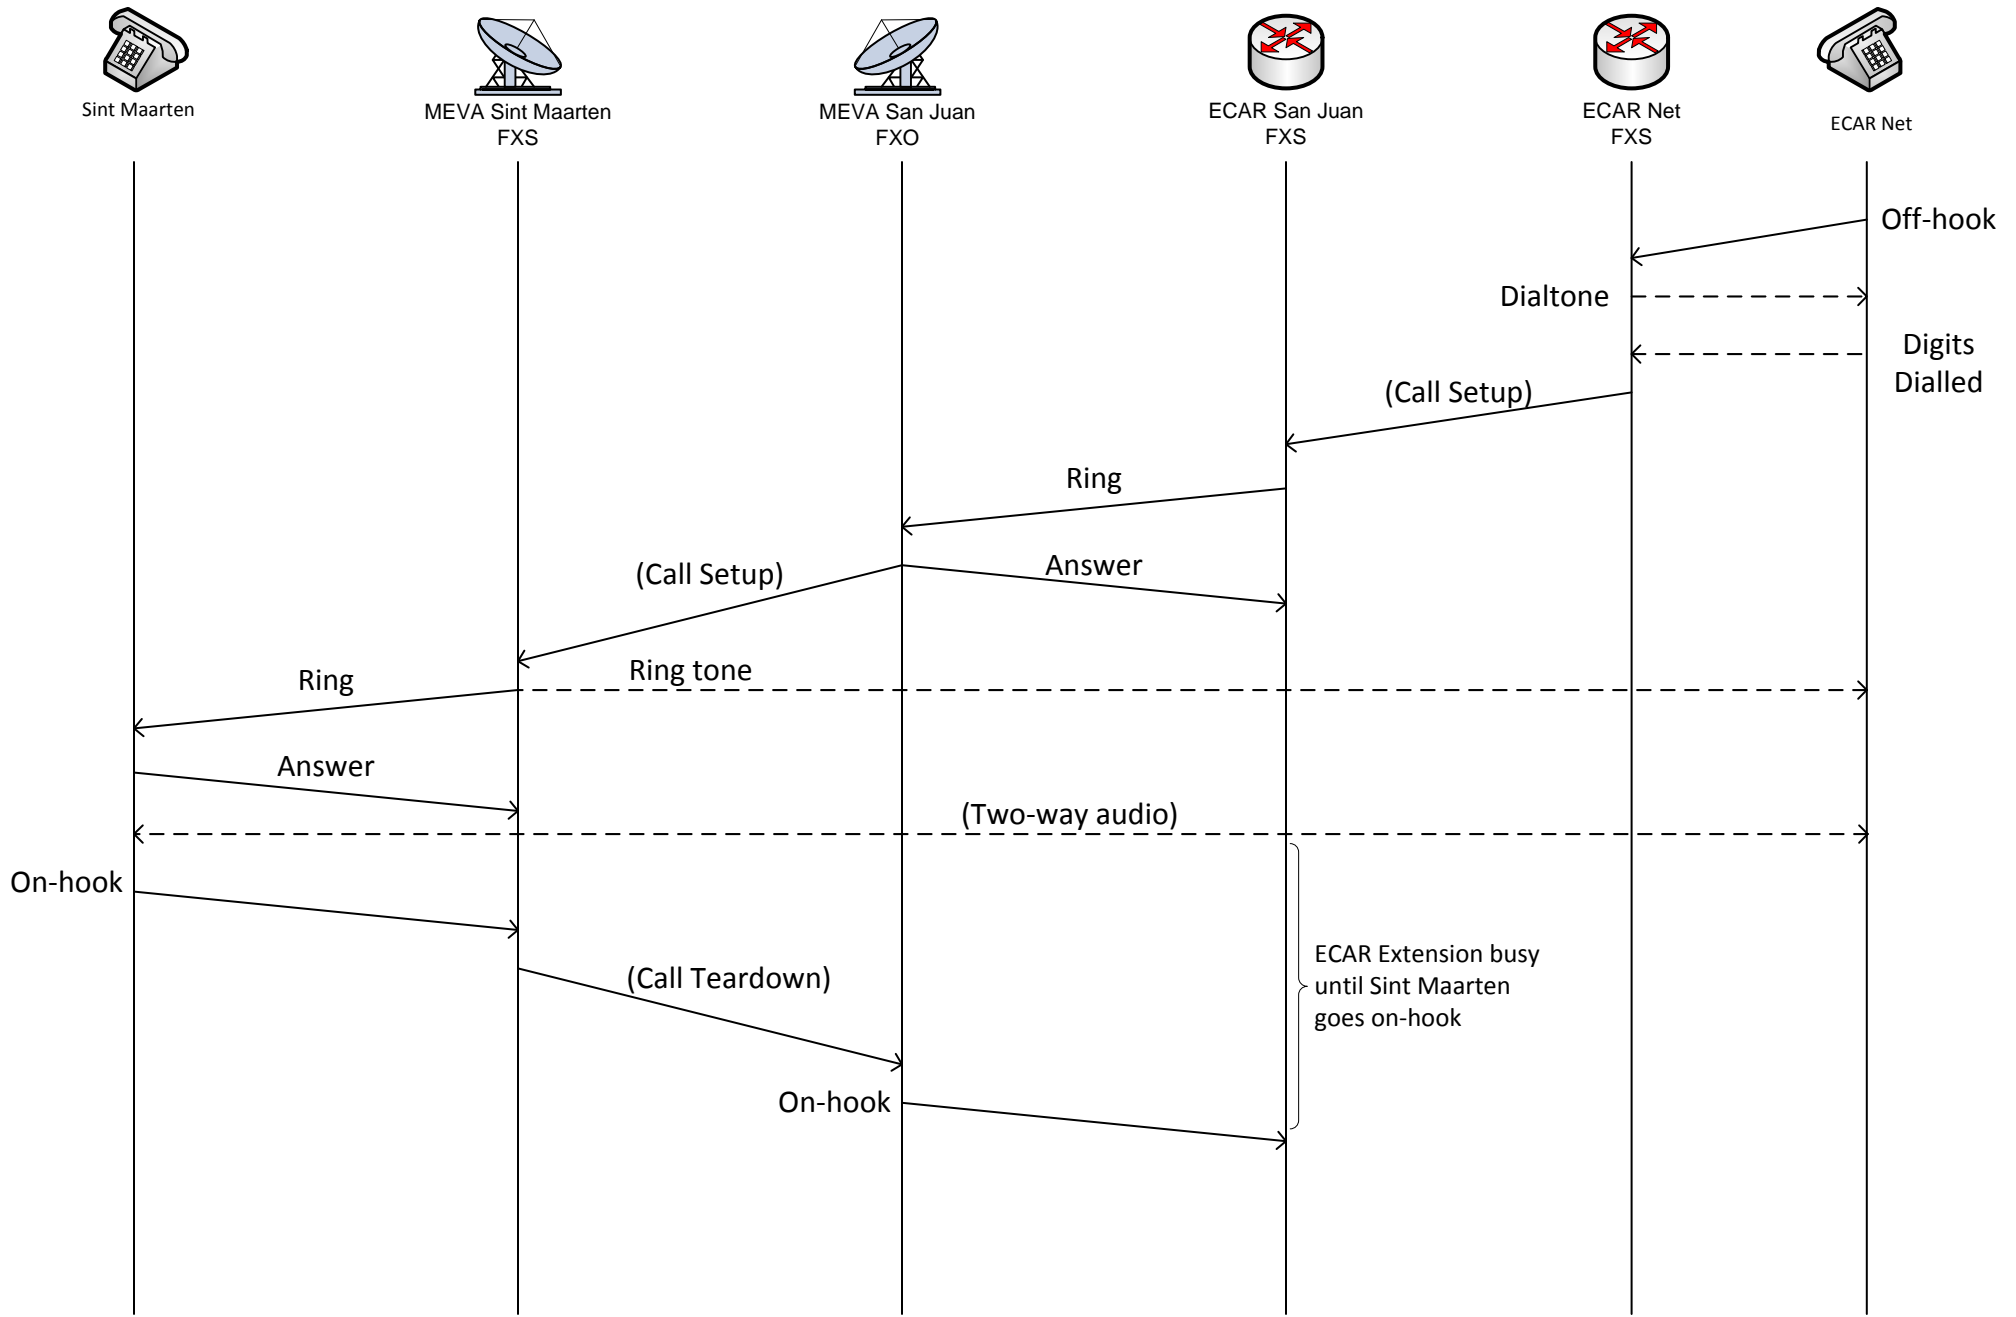 Sint Maarten
MEVA Sint Maarten
FXS
MEVA San Juan
FXO
ECAR San Juan
FXS
ECAR Net
FXS
ECAR Net
Off-hook
Dialtone
Digits
Dialled
(Call Setup)
Ring
(Call Setup)
Answer
Ring
Ring tone
Answer
(Two-way audio)
On-hook
ECAR Extension busy
until Sint Maarten
goes on-hook
(Call Teardown)
On-hook